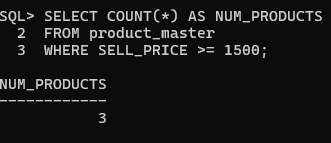 SQL> SELECT COUNT(*) AS NUM_PRODUCTS
  2  FROM product_master
  3  WHERE SELL_PRICE >= 1500;
NUM_PRODUCTS
------------
           3